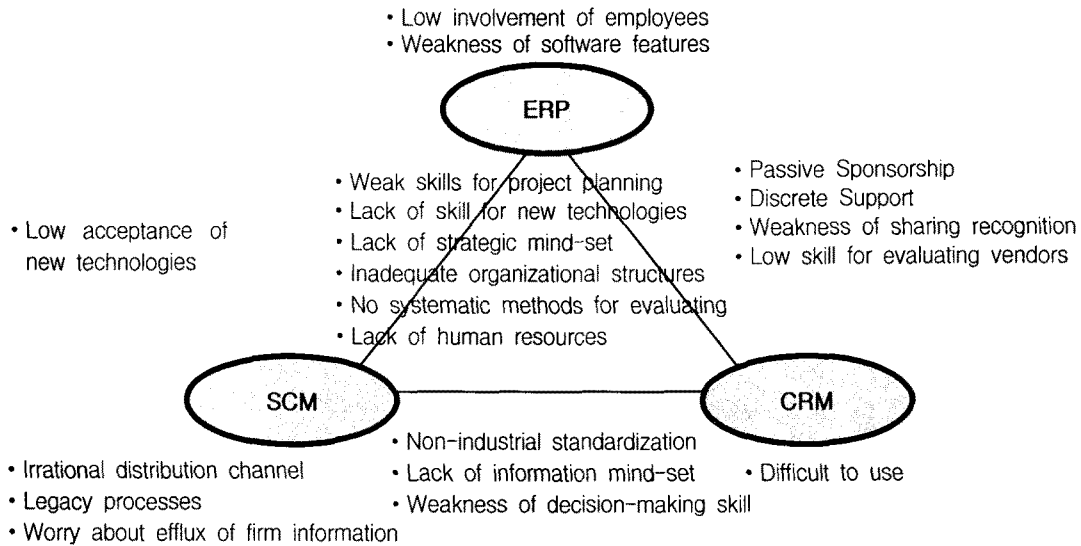 • Low involvement of employees
• Weakness of software features
ERP
• Weak skills for project planning
• Lack of skill for new technologies
• Lack of strategic mind-set
• Inadequate organizational structures
• No systematic methods for evaluating
• Lack of human resources
• Passive Sponsorship
• Discrete Support
• Weakness of sharing recognition
• Low skill for evaluating vendors
• Low acceptance of
new technologies
SCM
CRM
• Non-industrial standardization
• Lack of information mind-set
• Weakness of decision-making skill
• Difficult to use
• Irrational distribution channel
• Legacy processes
• Worry about efflux of firm information